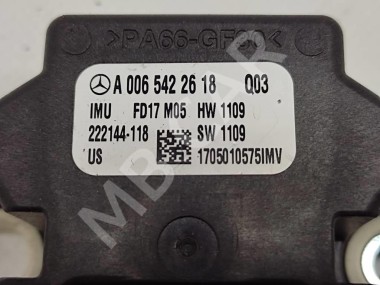 >PA66-GF30<
A 006 542 26 18 Q03
IMU FD17 M05 HW 1109
222144-118 SW 1109
US 1705010575IMV